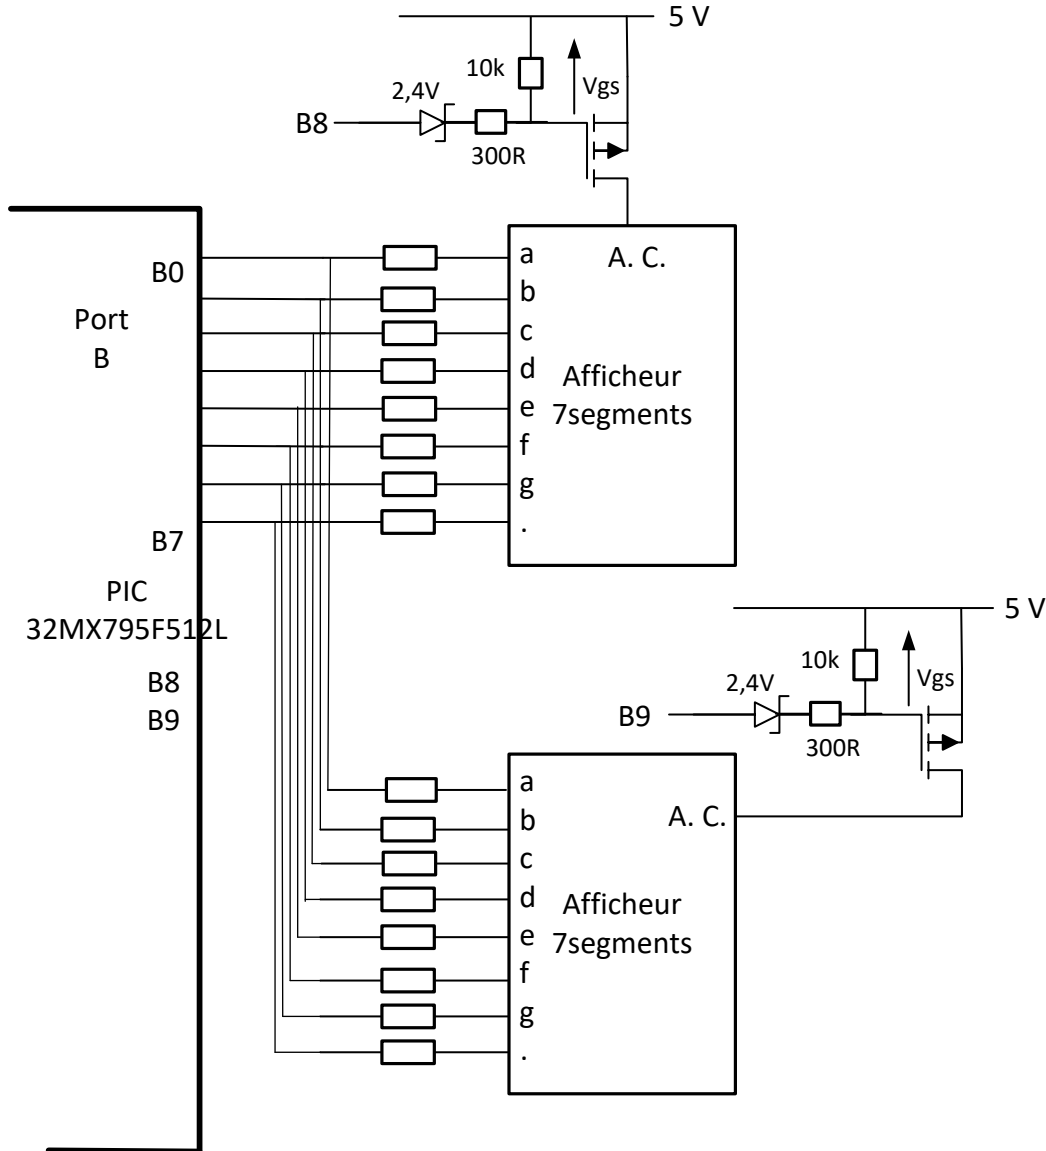 5 V
10k
Vgs
2,4V
B8
300R
A. C.
a
b
c
d
e
f
g
.
Afficheur
7segments
B0
Port
B
B7
PIC
32MX795F512L
B8
B9
5 V
10k
Vgs
2,4V
B9
300R
A. C.
a
b
c
d
e
f
g
.
Afficheur
7segments